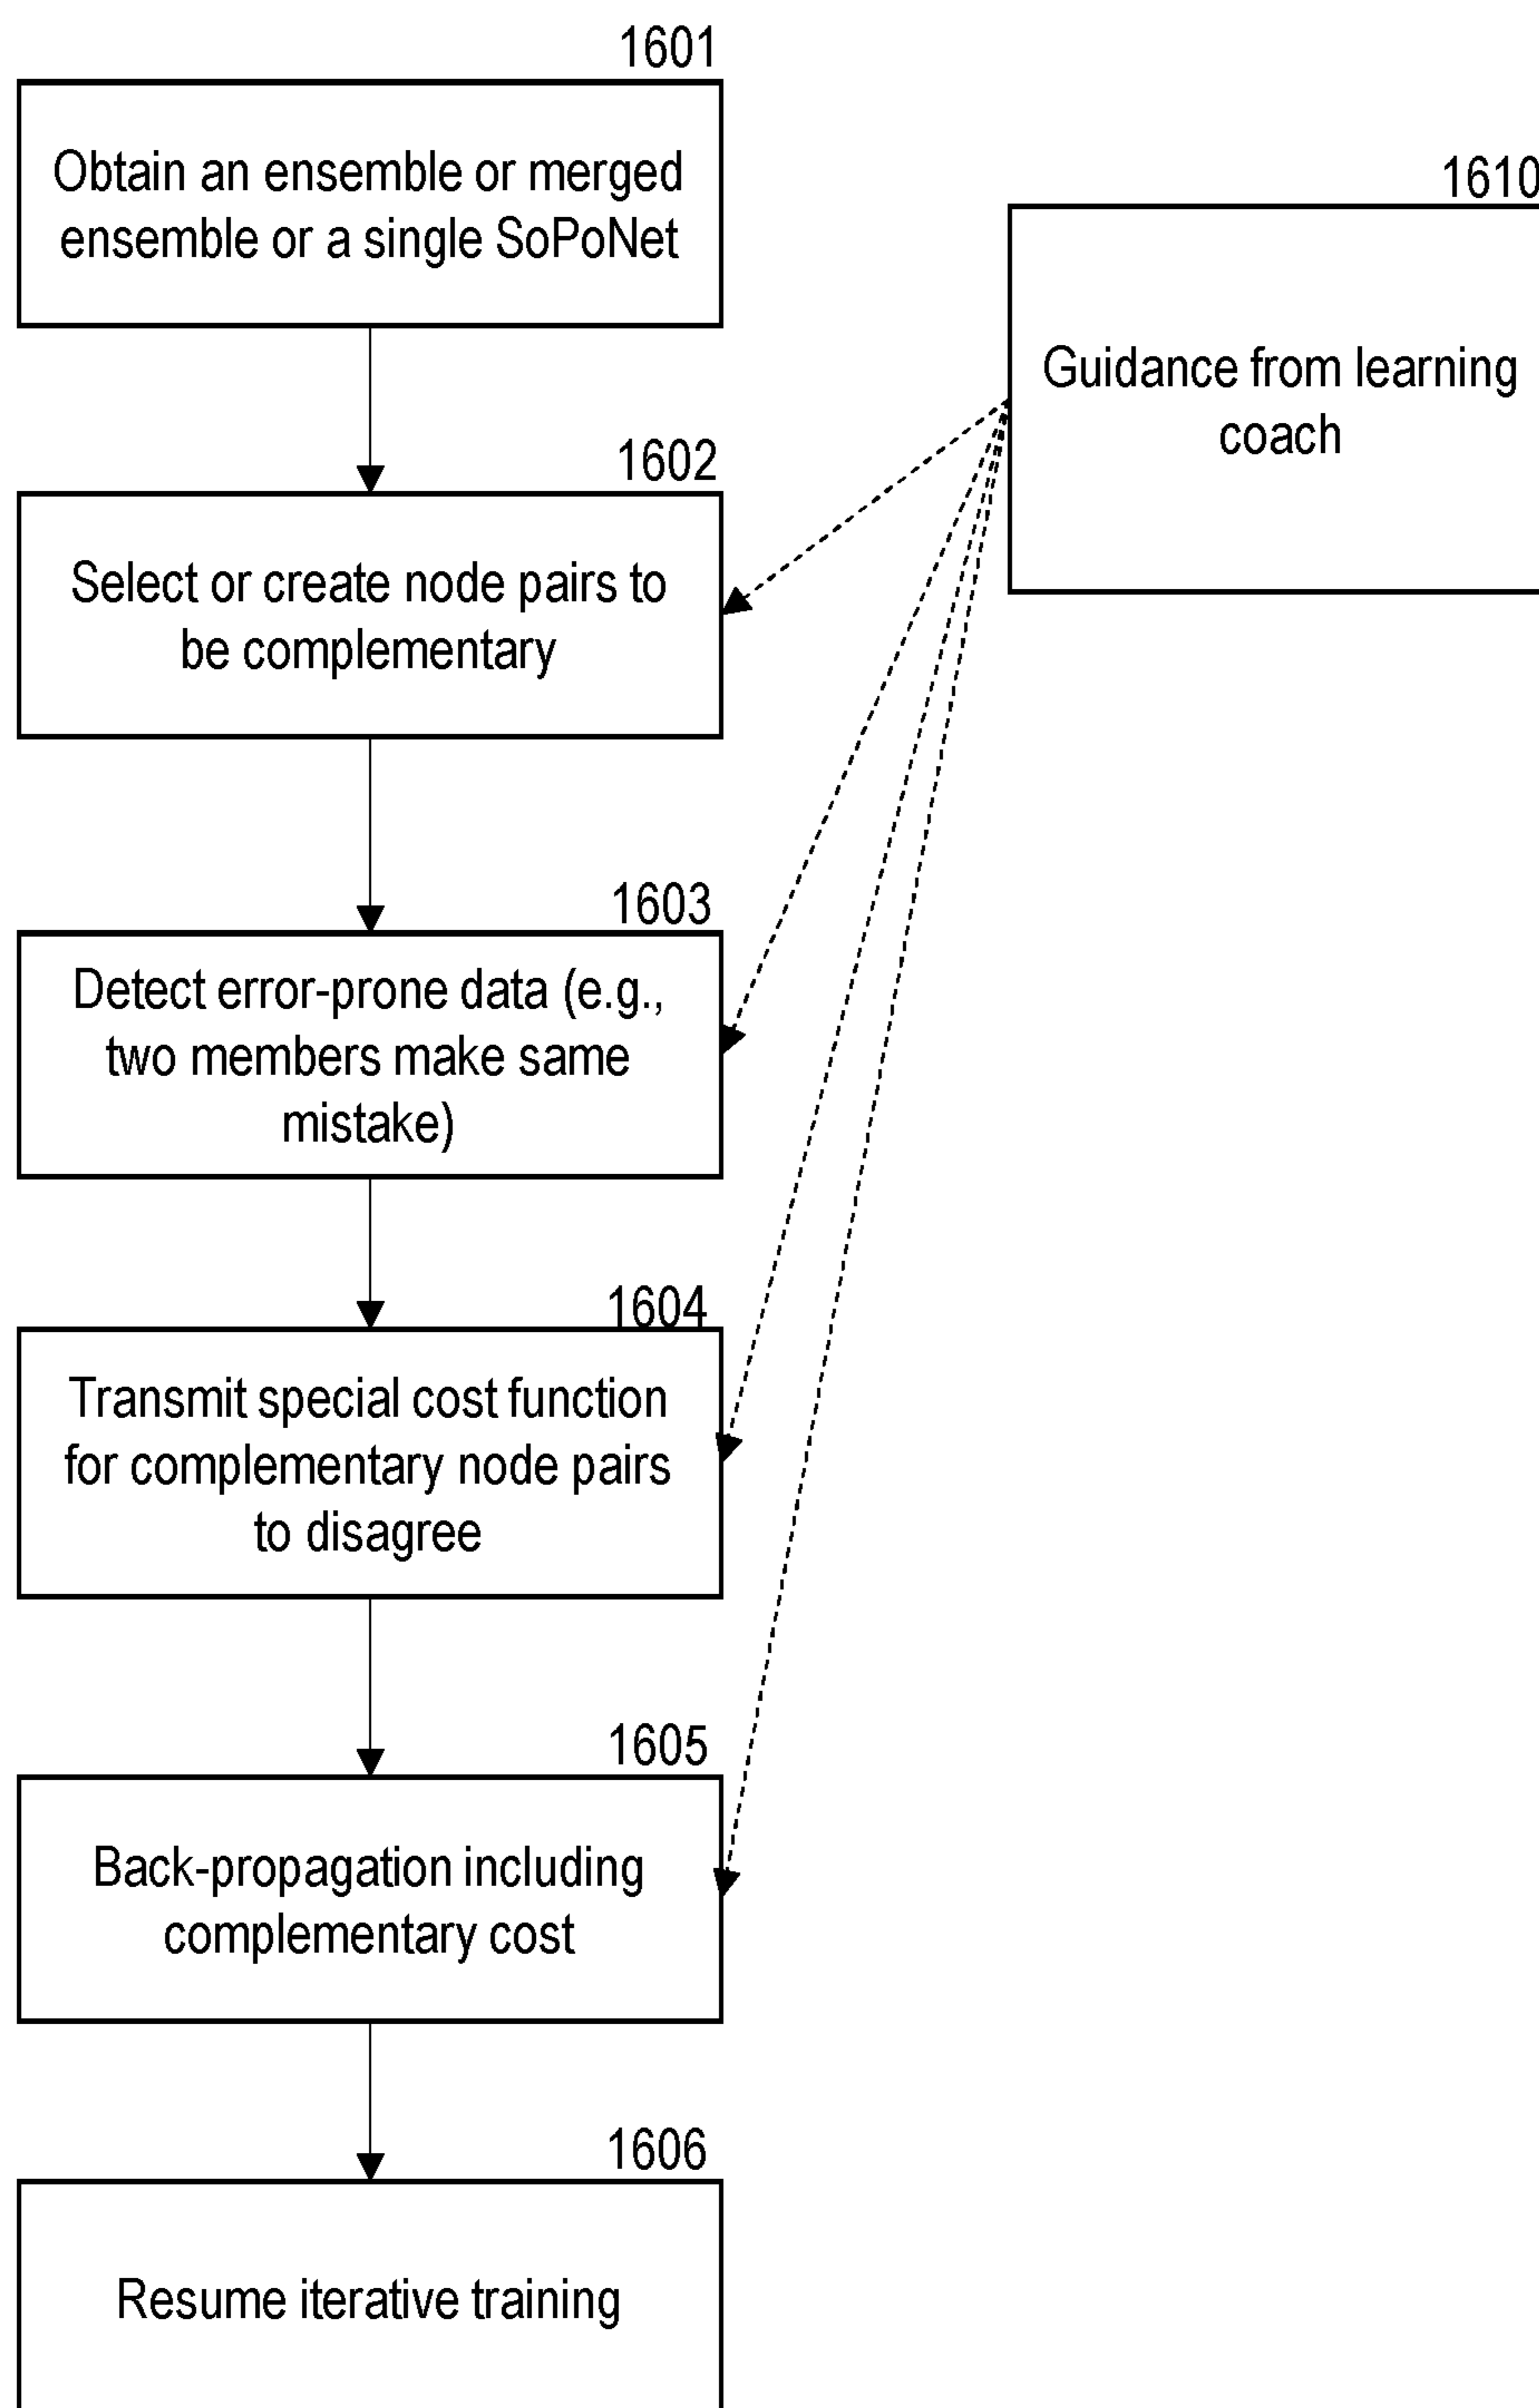 1601
Obtain an ensemble or merged
ensemble or a single SoPoNet
1610
Guidance from learning
coach
1602
Select or create node pairs to
be complementary
1603
Detect error-prone data (e.g.,
two members make same
mistake)
1604
Transmit special cost function
for complementary node pairs
to disagree
1605
Back-propagation including
complementary cost
1606
Resume iterative training